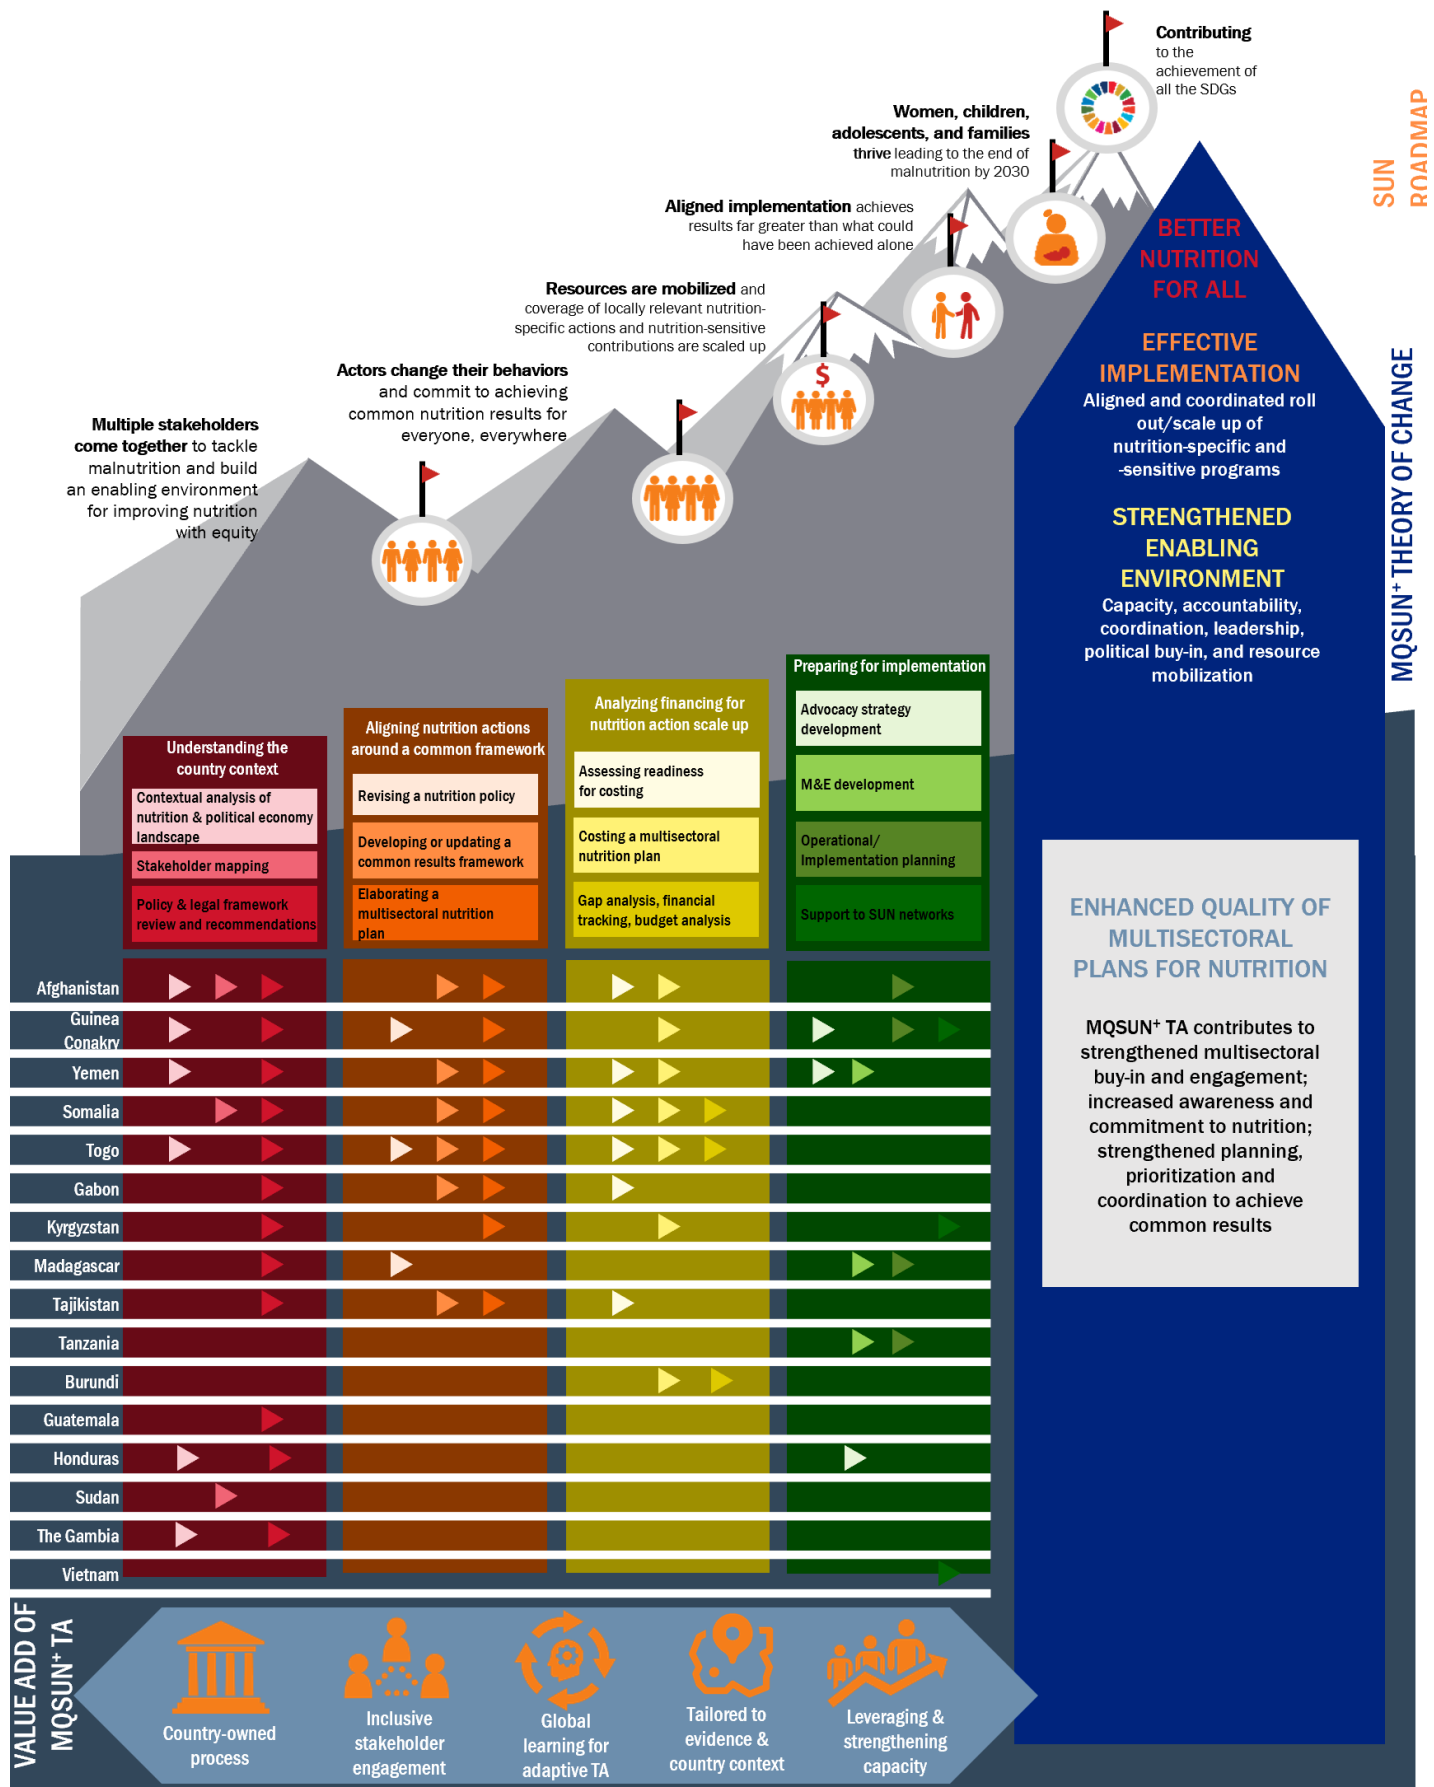 Contributing
to the
achievement of
all the SDGs
Women, children,
adolescents, and families
thrive leading to the end of
malnutrition by 2030
Aligned implementation achieves
results far greater than what could
have been achieved alone
Resources are mobilized and
coverage of locally relevant nutrition-
specific actions and nutrition-sensitive
contributions are scaled up
Actors change their behaviors
and commit to achieving
common nutrition results for
everyone, everywhere
Multiple stakeholders
come together to tackle
malnutrition and build
an enabling environment
for improving nutrition
with equity
$
SUN
ROADMAP
BETTER
NUTRITION
FOR ALL
EFFECTIVE
IMPLEMENTATION
Aligned and coordinated roll
out/scale up of
nutrition-specific and
-sensitive programs
STRENGTHENED
ENABLING
ENVIRONMENT
Capacity, accountability,
coordination, leadership,
political buy-in, and resource
mobilization
MQSUN+ THEORY OF CHANGE
ENHANCED QUALITY OF
MULTISECTORAL
PLANS FOR NUTRITION
MQSUN+ TA contributes to
strengthened multisectoral
buy-in and engagement;
increased awareness and
commitment to nutrition;
strengthened planning,
prioritization and
coordination to achieve
common results
Understanding the
country context
Contextual analysis of
nutrition & political economy
landscape
Stakeholder mapping
Policy & legal framework
review and recommendations
Aligning nutrition actions
around a common framework
Revising a nutrition policy
Developing or updating a
common results framework
Elaborating a
multisectoral nutrition
plan
Analyzing financing for
nutrition action scale up
Assessing readiness
for costing
Costing a multisectoral
nutrition plan
Gap analysis, financial
tracking, budget analysis
Preparing for implementation
Advocacy strategy
development
M&E development
Operational/
Implementation planning
Support to SUN networks
Afghanistan
Guinea
Conakry
Yemen
Somalia
Togo
Gabon
Kyrgyzstan
Madagascar
Tajikistan
Tanzania
Burundi
Guatemala
Honduras
Sudan
The Gambia
Vietnam
VALUE ADD OF
MQSUN+ TA
Country-owned
process
Inclusive
stakeholder
engagement
Global
learning for
adaptive TA
Tailored to
evidence &
country context
Leveraging &
strengthening
capacity